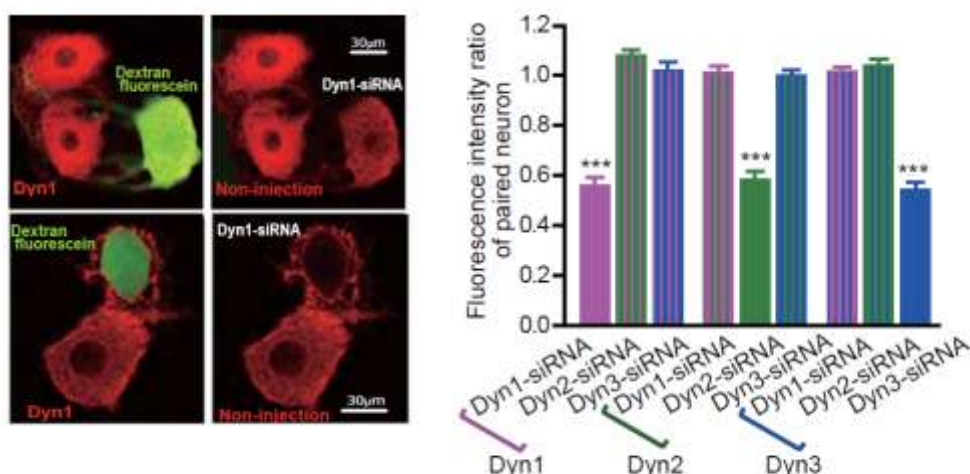 30µm
Dextran
fluorescein
Dyn1-siRNA
Dyn1
Non-injection
Dextran
fluorescein
Dyn1-siRNA
Dyn1
Non-injection
30µm
Fluorescence intensity ratio
of paired neuron
1.2
1.0
0.8
0.6
0.4
0.2
0.0
***
***
***
Dyn1-siRNA
Dyn2-siRNA
Dyn3-siRNA
Dyn1-siRNA
Dyn2-siRNA
Dyn3-siRNA
Dyn1-siRNA
Dyn2-siRNA
Dyn3-siRNA
Dyn1
Dyn2
Dyn3